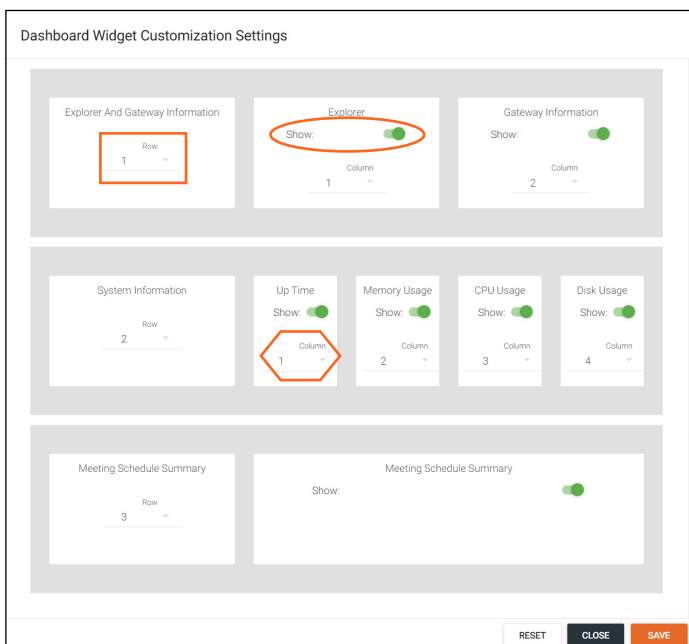 Dashboard Widget Customization Settings
Explorer And Gateway Information
Row
1
Explorer
Show:
Column
1
Gateway Information
Show:
Column
2
System Information
Row
2
Up Time
Show:
Column
1
Memory Usage
Show:
Column
2
CPU Usage
Show:
Column
3
Disk Usage
Show:
Column
4
Meeting Schedule Summary
Row
3
Meeting Schedule Summary
Show:
RESET
CLOSE
SAVE